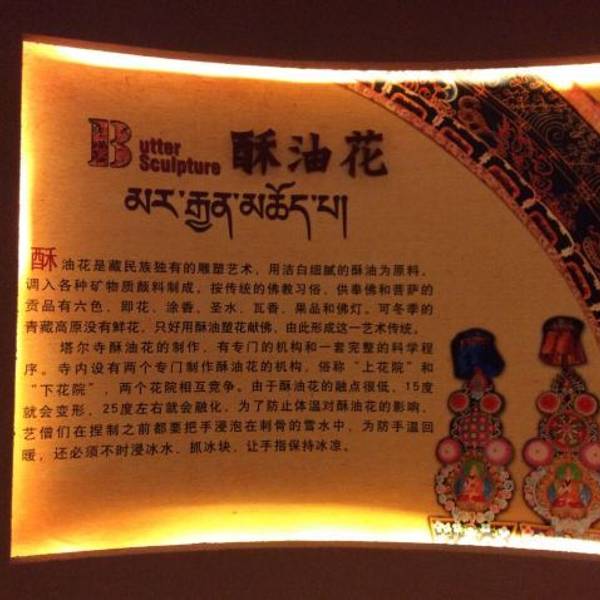 Butter
Sculpture
酥油花
མར་རྒྱན་མཆོད་པ།
酥油花是藏民族独有的雕塑艺术，用洁白细腻的酥油为原料，
调入各种矿物质颜料制成，按传统的佛教习俗，供奉佛和菩萨的
贡品有六色，即花、涂香、圣水、瓦香、果品和佛灯。可冬季的
青藏高原没有鲜花，只好用酥油塑花献佛，由此形成这一艺术传统。
塔尔寺酥油花的制作，有专门的机构和一套完整的科学程
序。寺内设有两个专门制作酥油花的机构，俗称“上花院”和
“下花院”，两个花院相互竞争。由于酥油花的融点很低，15度
就会变形，25度左右就会融化，为了防止体温对酥油花的影响，
艺僧们在捏制之前都要把手浸泡在刺骨的雪水中，为防手温回
暖，还必须不时浸冰水、抓冰块，让手指保持冰凉。